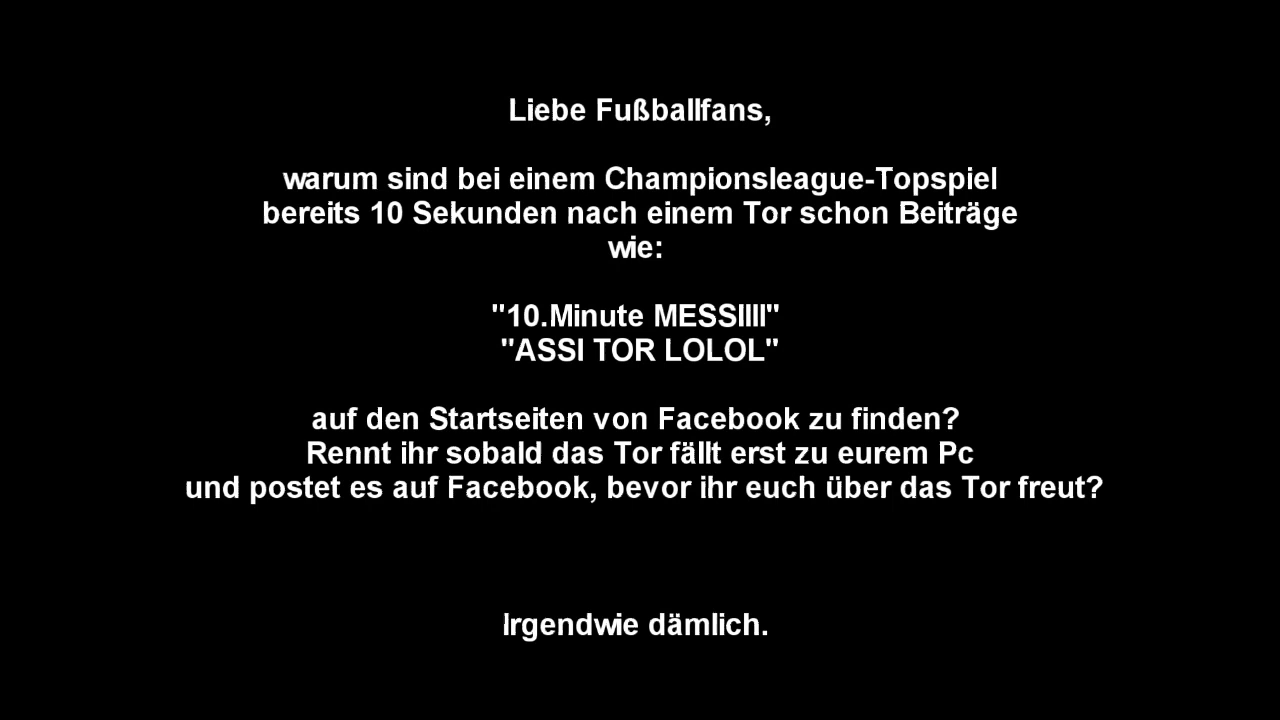 Liebe Fußballfans,
warum sind bei einem Championsleague-Topspiel
bereits 10 Sekunden nach einem Tor schon Beiträge
wie:
"10.Minute MESSIIII"
"ASSI TOR LOLOL"
auf den Startseiten von Facebook zu finden?
Rennt ihr sobald das Tor fällt erst zu eurem Pc
und postet es auf Facebook, bevor ihr euch über das Tor freut?
Irgendwie dämlich.